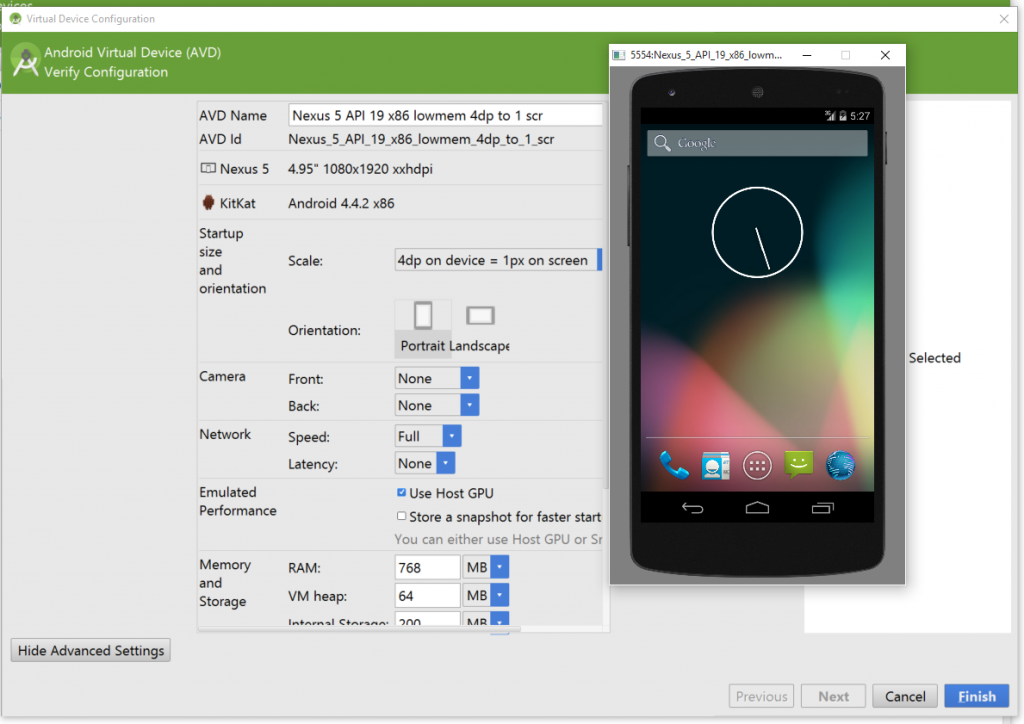 Virtual Device Configuration
Android Virtual Device (AVD)
Verify Configuration
AVD Name
Nexus 5 API 19 x86 lowmem 4dp to 1 scr
AVD Id
Nexus_5_API_19_x86_lowmem_4dp_to_1_scr
Nexus 5
4.95" 1080x1920 xxhdpi
KitKat
Android 4.4.2 x86
Startup
size
and
orientation
Scale:
4dp on device = 1px on screen
Orientation:
Portrait
Landscape
Camera
Front:
None
Back:
None
Network
Speed:
Full
Latency:
None
Emulated
Performance
Use Host GPU
Store a snapshot for faster start
You can either use Host GPU or Sr
Memory
and
Storage
RAM:
768
MB
VM heap:
64
MB
Internal Storage:
200
MB
Hide Advanced Settings
5554:Nexus_5_API_19_x86_lowm...
3G
5:27
Google
Selected
Previous
Next
Cancel
Finish